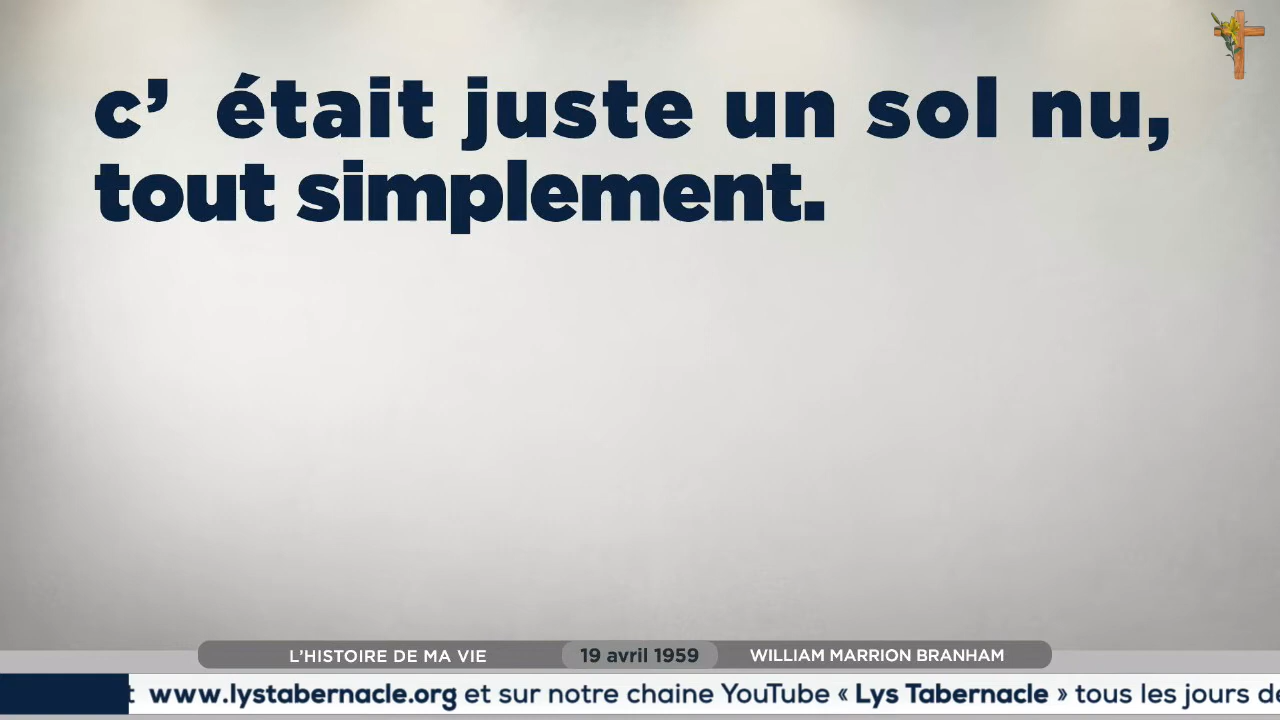 c’ était juste un sol nu,
tout simplement.
L’HISTOIRE DE MA VIE 19 avril 1959 WILLIAM MARRION BRANHAM
www.lystabernacle.org et sur notre chaine YouTube « Lys Tabernacle » tous les jours